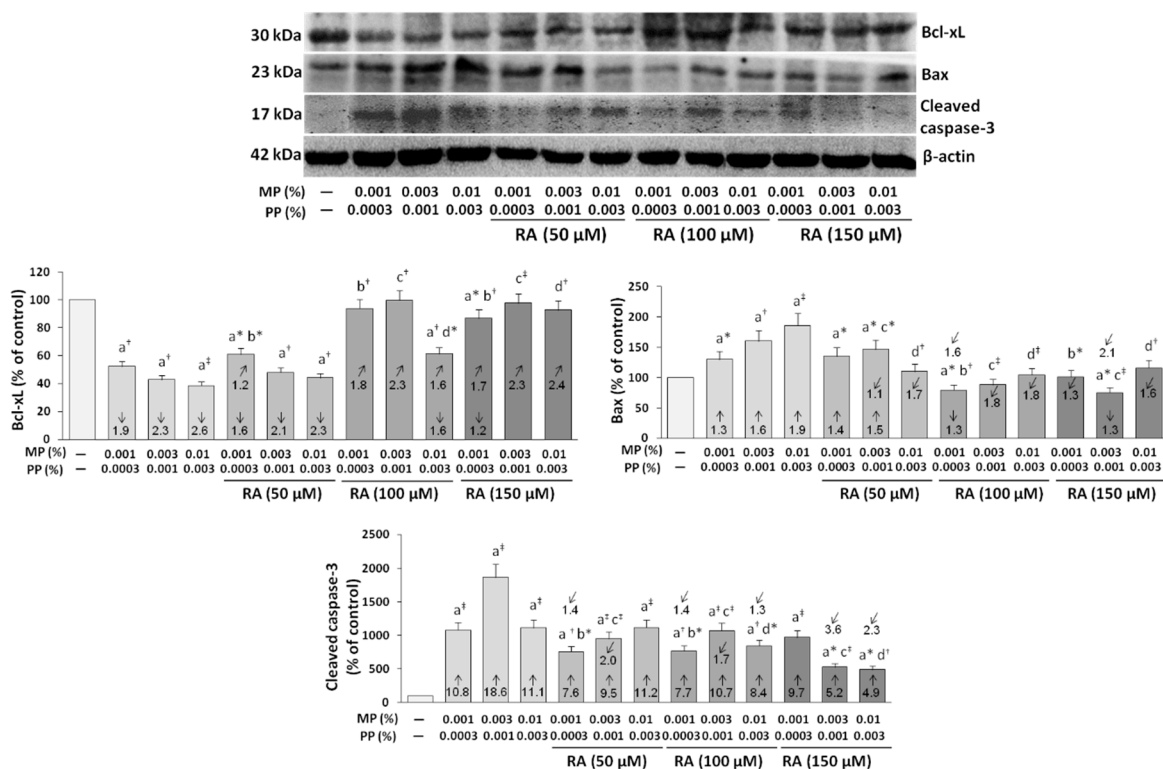 30 kDa Bcl-xL
23 kDa Bax
17 kDa Cleaved caspase-3
42 kDa β-actin
MP (%) — 0.001 0.003 0.01 0.001 0.003 0.01 0.001 0.003 0.01 0.001 0.003 0.01
PP (%) — 0.0003 0.001 0.003 0.0003 0.001 0.003 0.0003 0.001 0.003 0.0003 0.001 0.003
RA (50 μM) RA (100 μM) RA (150 μM)
Bcl-xL (% of control)
120
100
80
60
40
20
0
a† a† a‡ a* b* a† a† b† c† a† d* a* b† c‡ d†
↗ 1.2 ↗ 1.8 ↗ 2.3 ↗ 1.6 ↗ 1.7 ↗ 2.3 ↗ 2.4
↓ 1.9 ↓ 2.3 ↓ 2.6 ↓ 1.6 ↓ 2.1 ↓ 2.3 ↓ 1.6 ↓ 1.2
MP (%) — 0.001 0.003 0.01 0.001 0.003 0.01 0.001 0.003 0.01 0.001 0.003 0.01
PP (%) — 0.0003 0.001 0.003 0.0003 0.001 0.003 0.0003 0.001 0.003 0.0003 0.001 0.003
RA (50 μM) RA (100 μM) RA (150 μM)
Bax (% of control)
250
200
150
100
50
0
a* a† a‡ a* a* c* d† a* b† c‡ d‡ b* a* c‡ d†
↙ 1.1 ↙ 1.7 ↙ 1.6 ↙ 1.8 ↙ 1.8 ↙ 1.3 ↙ 2.1 ↙ 1.6
↑ 1.3 ↑ 1.6 ↑ 1.9 ↑ 1.4 ↑ 1.5 ↓ 1.3 ↓ 1.3
MP (%) — 0.001 0.003 0.01 0.001 0.003 0.01 0.001 0.003 0.01 0.001 0.003 0.01
PP (%) — 0.0003 0.001 0.003 0.0003 0.001 0.003 0.0003 0.001 0.003 0.0003 0.001 0.003
RA (50 μM) RA (100 μM) RA (150 μM)
Cleaved caspase-3
(% of control)
2500
2000
1500
1000
500
0
a‡ a‡ a‡ a† b* a‡ c‡ a‡ a† b* a‡ c‡ a† d* a‡ a* c‡ a* d†
↙ 1.4 ↙ 2.0 ↙ 1.4 ↙ 1.7 ↙ 1.3 ↙ 3.6 ↙ 2.3
↑ 10.8 ↑ 18.6 ↑ 11.1 ↑ 7.6 ↑ 9.5 ↑ 11.2 ↑ 7.7 ↑ 10.7 ↑ 8.4 ↑ 9.7 ↑ 5.2 ↑ 4.9
MP (%) — 0.001 0.003 0.01 0.001 0.003 0.01 0.001 0.003 0.01 0.001 0.003 0.01
PP (%) — 0.0003 0.001 0.003 0.0003 0.001 0.003 0.0003 0.001 0.003 0.0003 0.001 0.003
RA (50 μM) RA (100 μM) RA (150 μM)